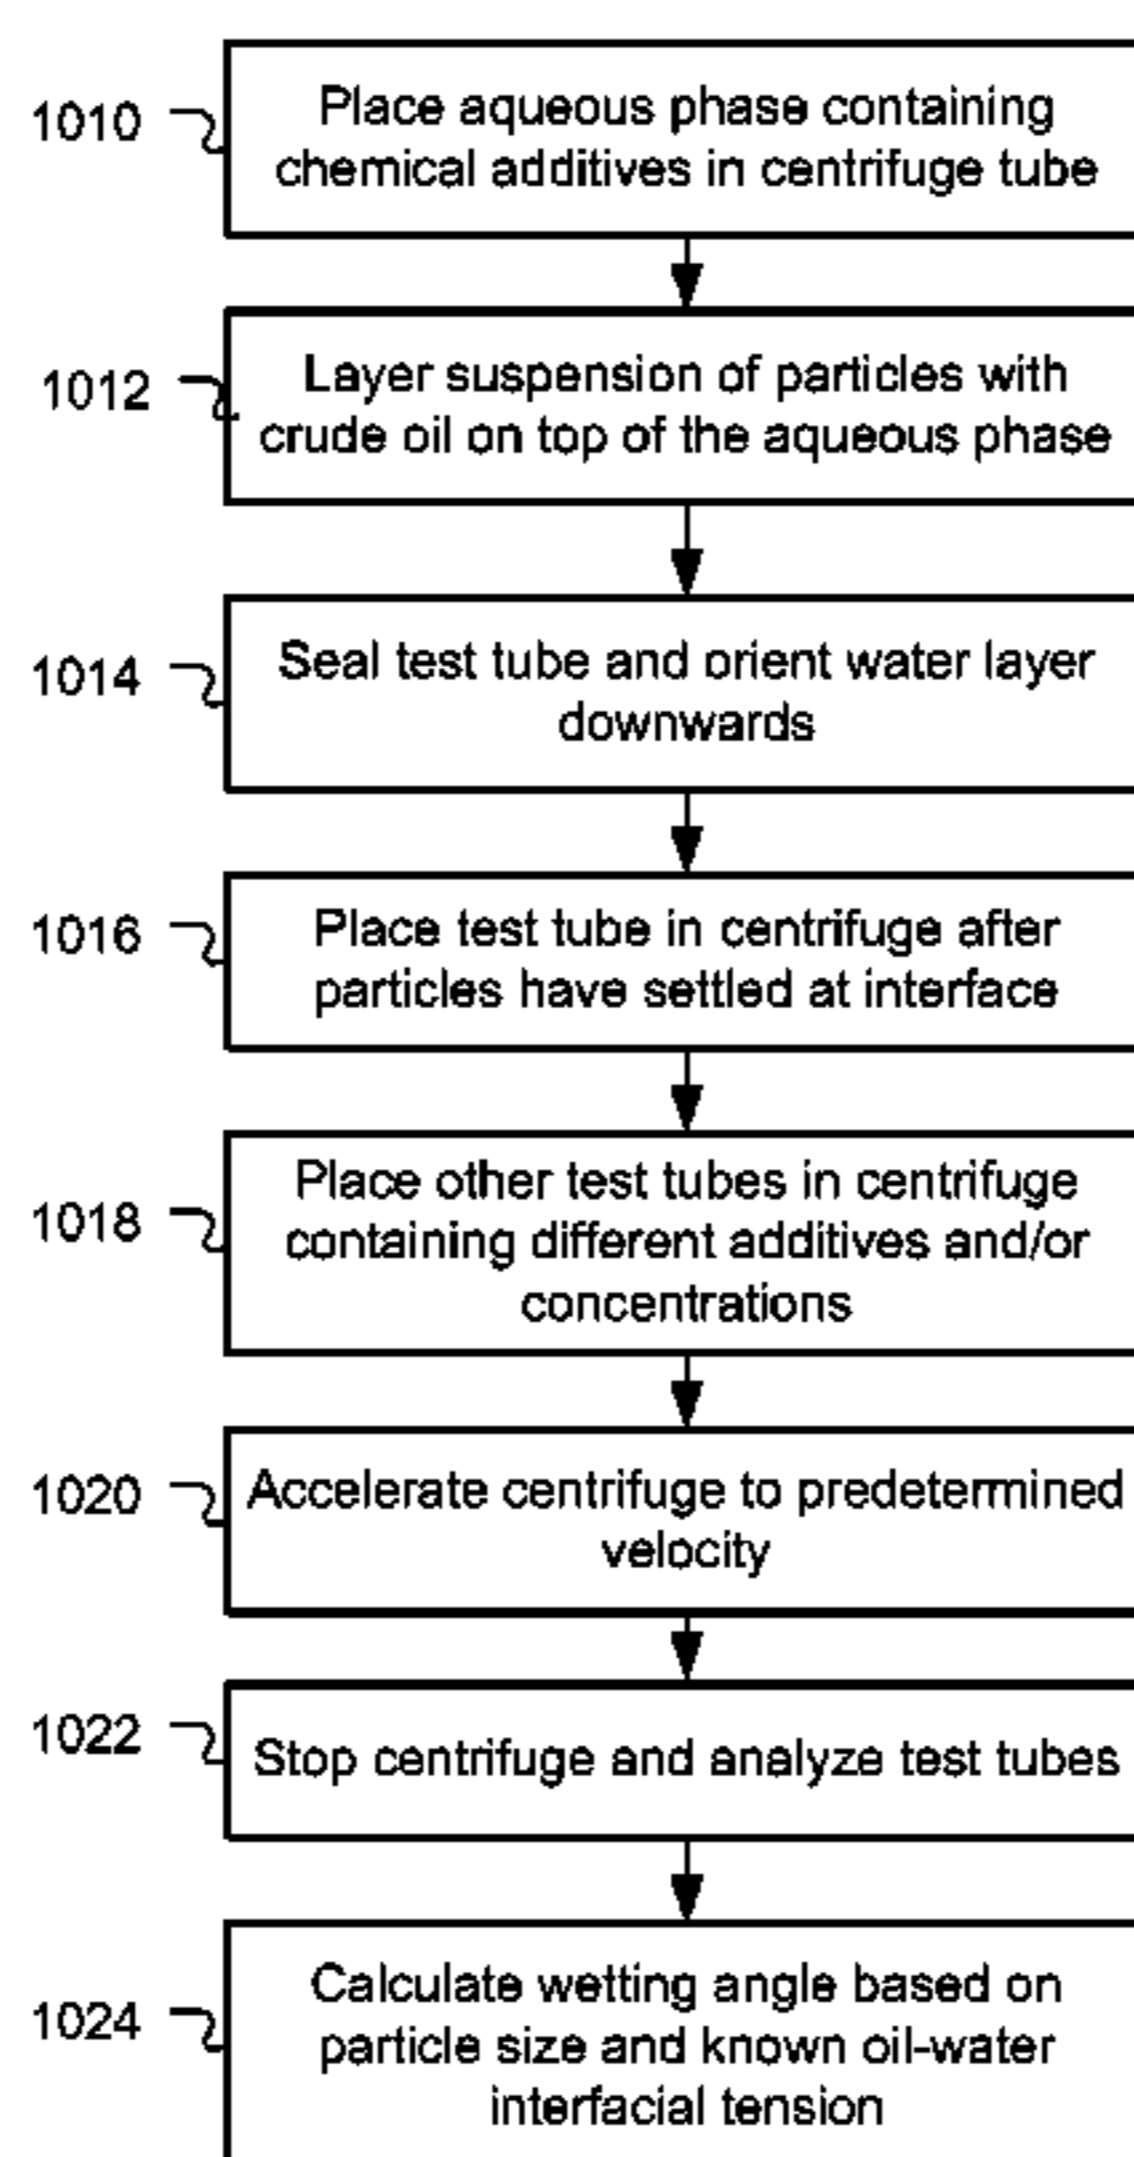 1010
Place aqueous phase containing
chemical additives in centrifuge tube
1012
Layer suspension of particles with
crude oil on top of the aqueous phase
1014
Seal test tube and orient water layer
downwards
1016
Place test tube in centrifuge after
particles have settled at interface
1018
Place other test tubes in centrifuge
containing different additives and/or
concentrations
1020
Accelerate centrifuge to predetermined
velocity
1022
Stop centrifuge and analyze test tubes
1024
Calculate wetting angle based on
particle size and known oil-water
interfacial tension